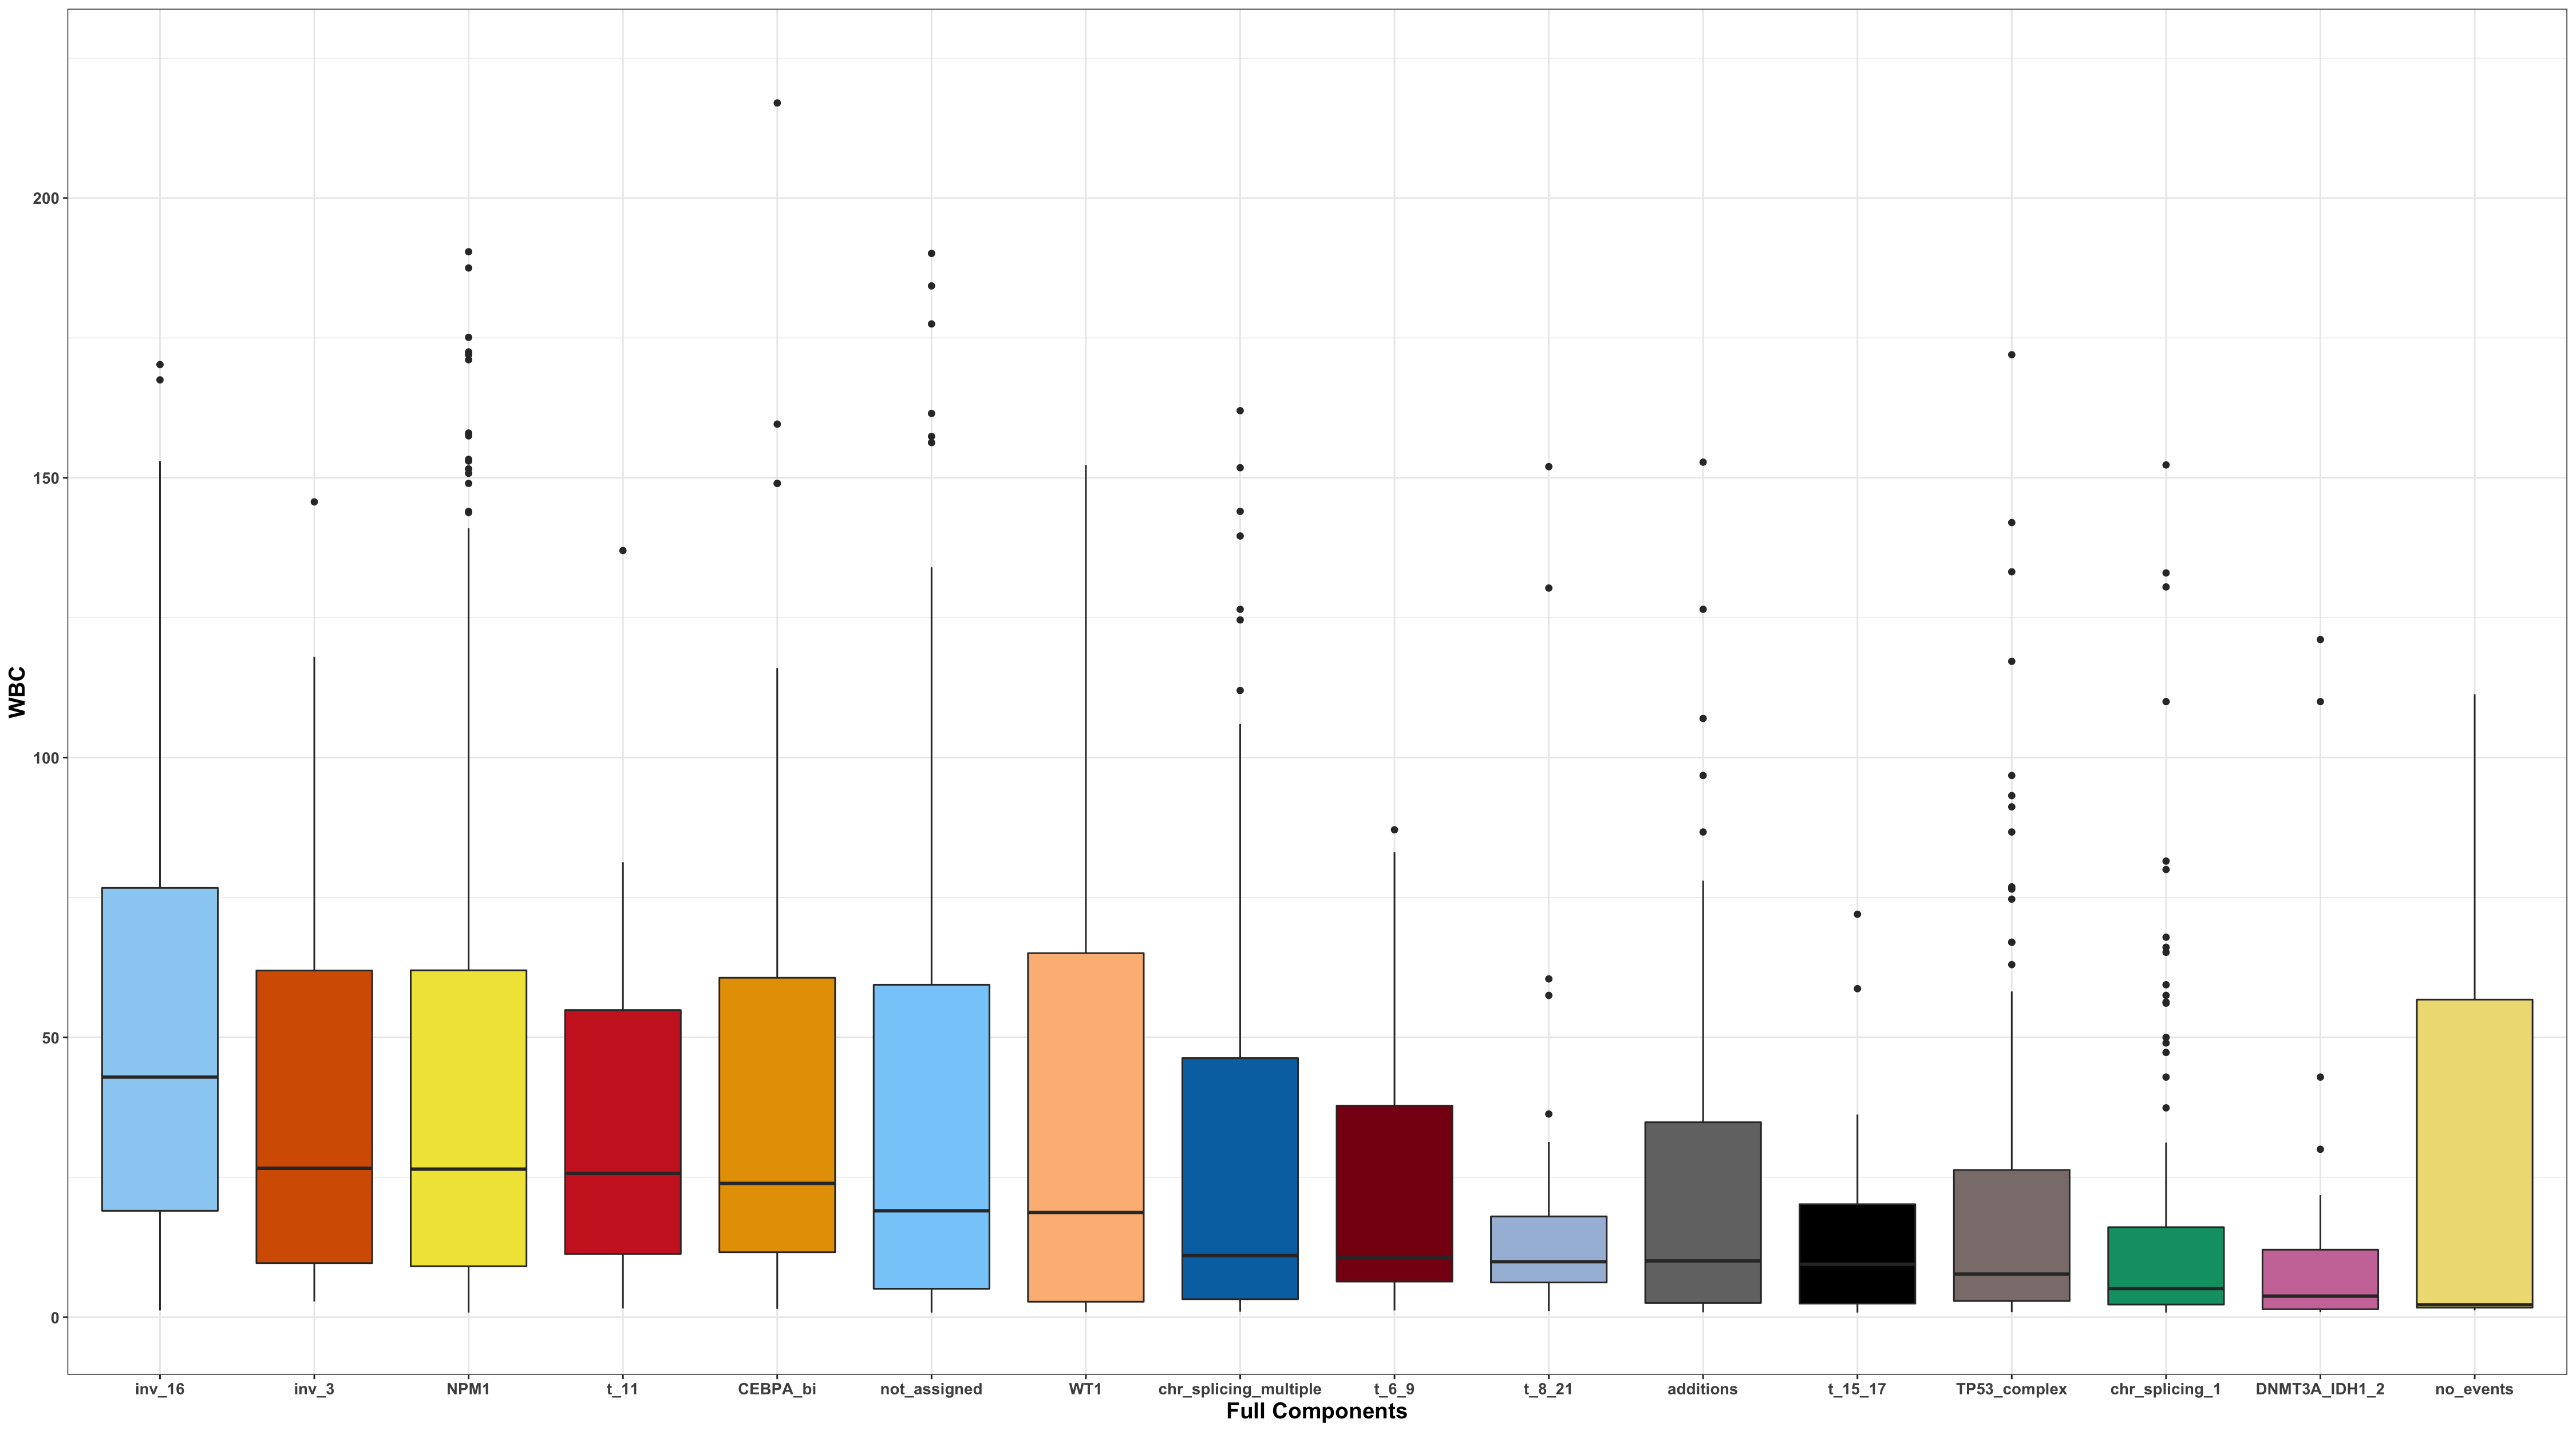 WBC
200
150
100
50
0
inv_16 inv_3 NPM1 t_11 CEBPA_bi not_assigned WT1 chr_splicing_multiple t_6_9 t_8_21 additions t_15_17 TP53_complex chr_splicing_1 DNMT3A_IDH1_2 no_events
Full Components